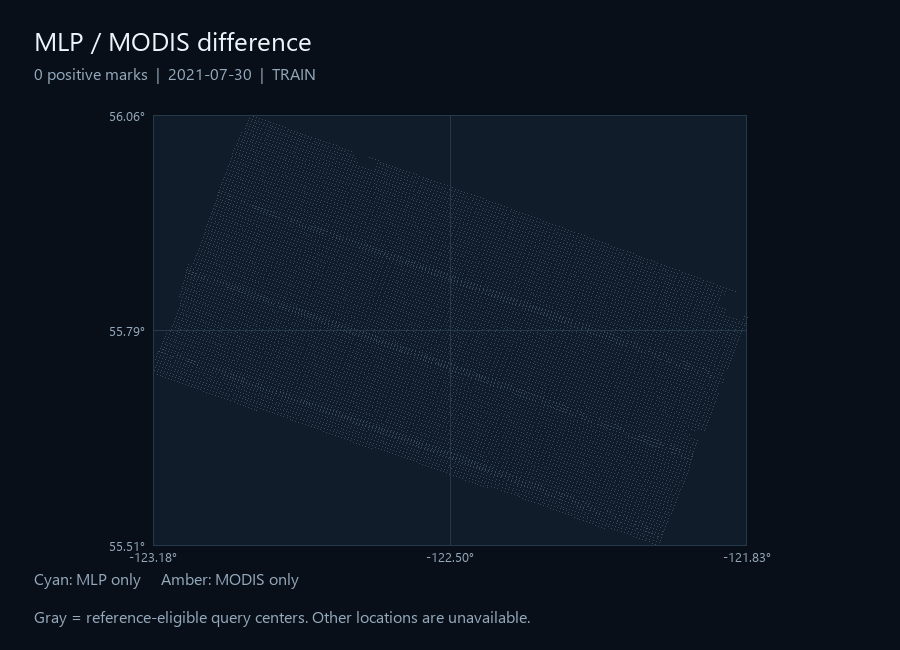 MLP / MODIS difference
0 positive marks | 2021-07-30 | TRAIN
56.06°
55.79°
55.51°
-123.18° -122.50° -121.83°
Cyan: MLP only Amber: MODIS only
Gray = reference-eligible query centers. Other locations are unavailable.